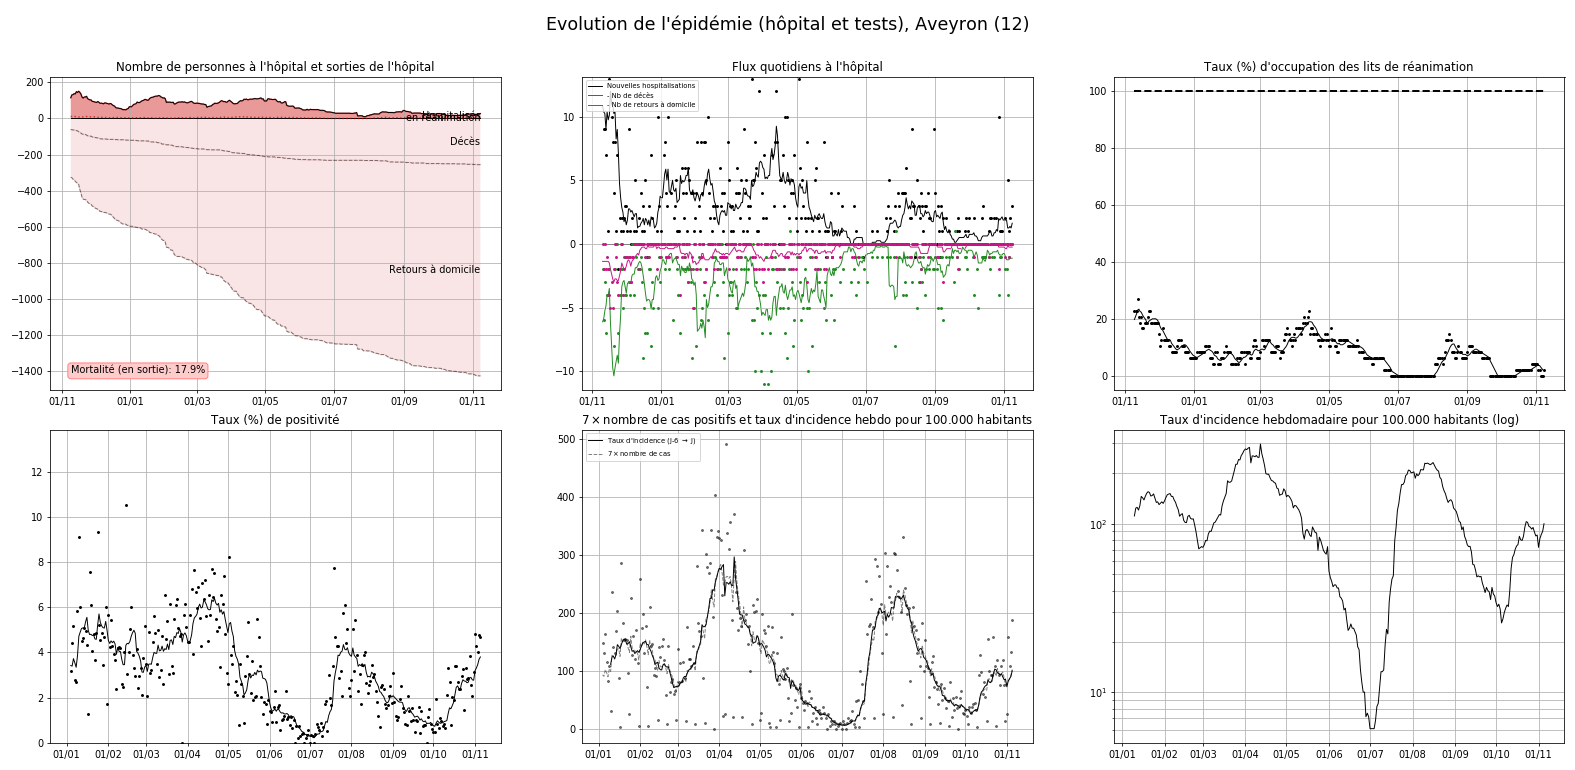 Evolution de l'épidémie (hôpital et tests), Aveyron (12)
Nombre de personnes à l'hôpital et sorties de l'hôpital
200
0
−200
−400
−600
−800
−1000
−1200
−1400
en réanimation
Décès
Retours à domicile
Mortalité (en sortie): 17.9%
01/11 01/01 01/03 01/05 01/07 01/09 01/11
Flux quotidiens à l'hôpital
Nouvelles hospitalisations
- Nb de décès
- Nb de retours à domicile
10
5
0
−5
−10
01/11 01/01 01/03 01/05 01/07 01/09 01/11
Taux (%) d'occupation des lits de réanimation
100
80
60
40
20
0
01/11 01/01 01/03 01/05 01/07 01/09 01/11
Taux (%) de positivité
12
10
8
6
4
2
0
01/01 01/02 01/03 01/04 01/05 01/06 01/07 01/08 01/09 01/10 01/11
7 × nombre de cas positifs et taux d'incidence hebdo pour 100.000 habitants
Taux d'incidence (J-6 → J)
7 × nombre de cas
500
400
300
200
100
0
01/01 01/02 01/03 01/04 01/05 01/06 01/07 01/08 01/09 01/10 01/11
Taux d'incidence hebdomadaire pour 100.000 habitants (log)
10²
10¹
01/01 01/02 01/03 01/04 01/05 01/06 01/07 01/08 01/09 01/10 01/11